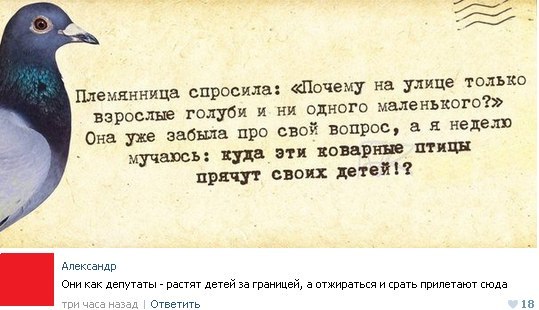 Племянница спросила: «Почему на улице только
взрослые голуби и ни одного маленького?»
Она уже забыла про свой вопрос, а я неделю
мучаюсь: куда эти коварные птицы
прячут своих детей!?
Александр
Они как депутаты - растят детей за границей, а отжираться и срать прилетают сюда
три часа назад | Ответить
18